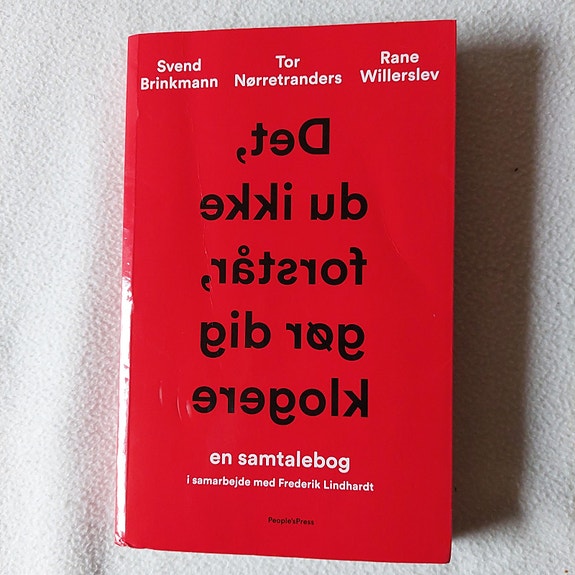 Svend Brinkmann
Tor Nørretranders
Rane Willerslev
Det,
du ikke
forstår,
gør dig
klogere
en samtalebog
i samarbejde med Frederik Lindhardt
People'sPress